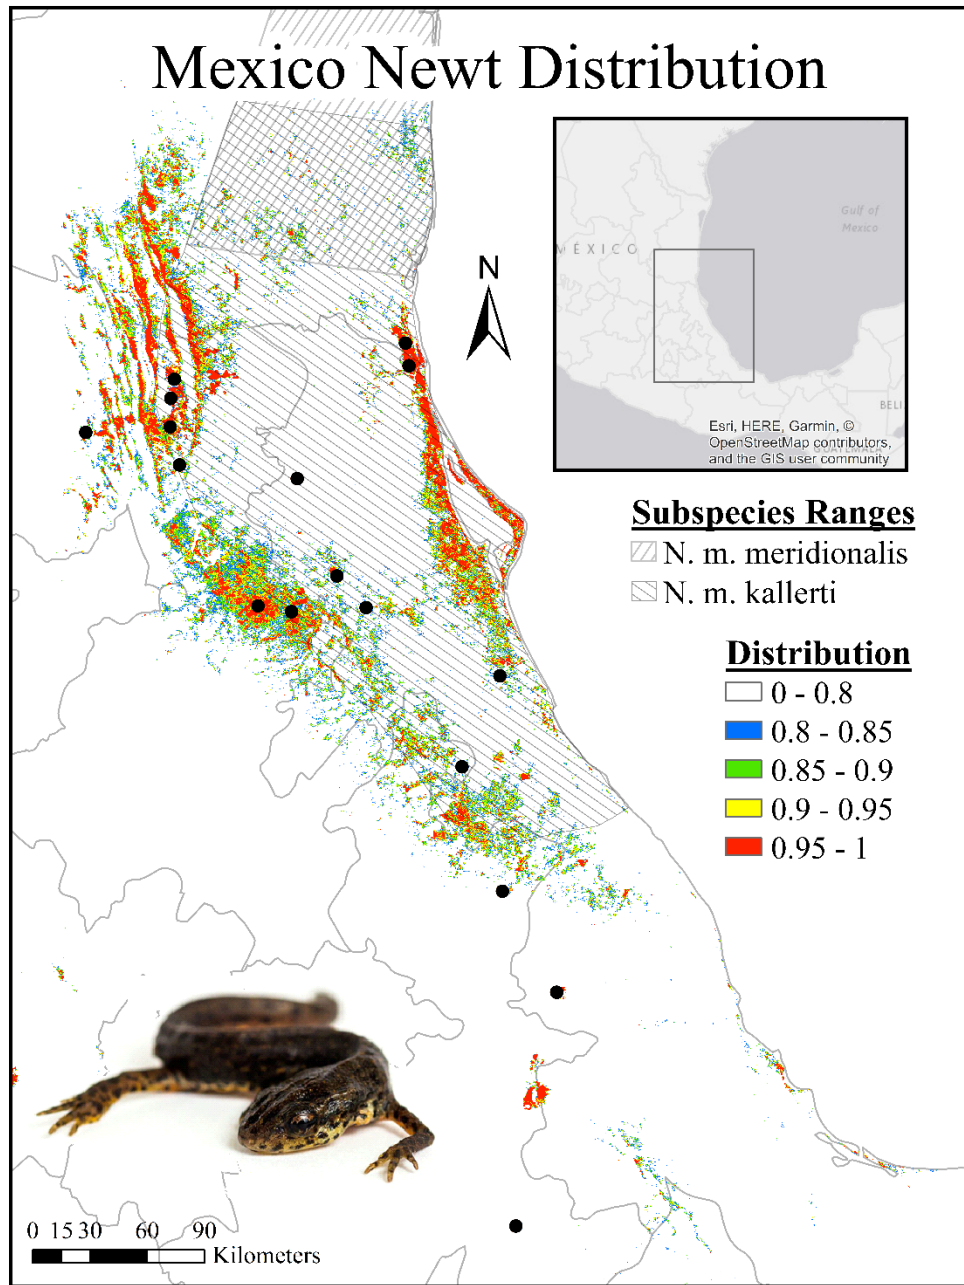 Mexico Newt Distribution
Gulf of
Mexico
MÉXICO
BELI
GUATEMALA
Esri, HERE, Garmin, ©
OpenStreetMap contributors,
and the GIS user community
N
Subspecies Ranges
N. m. meridionalis
N. m. kallerti
Distribution
0 - 0.8
0.8 - 0.85
0.85 - 0.9
0.9 - 0.95
0.95 - 1
0 15 30 60 90
Kilometers